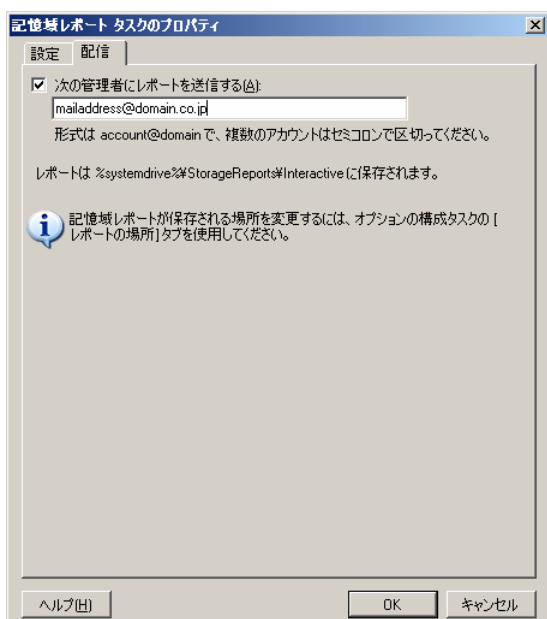 記憶域レポート タスクのプロパティ
設定 配信
次の管理者にレポートを送信する(A):
mailaddress@domain.co.jp
形式は account@domain で、複数のアカウントはセミコロンで区切ってください。
レポートは %systemdrive%¥StorageReports¥Interactive に保存されます。
記憶域レポートが保存される場所を変更するには、オプションの構成タスクの [
レポートの場所] タブを使用してください。
ヘルプ(H) OK キャンセル